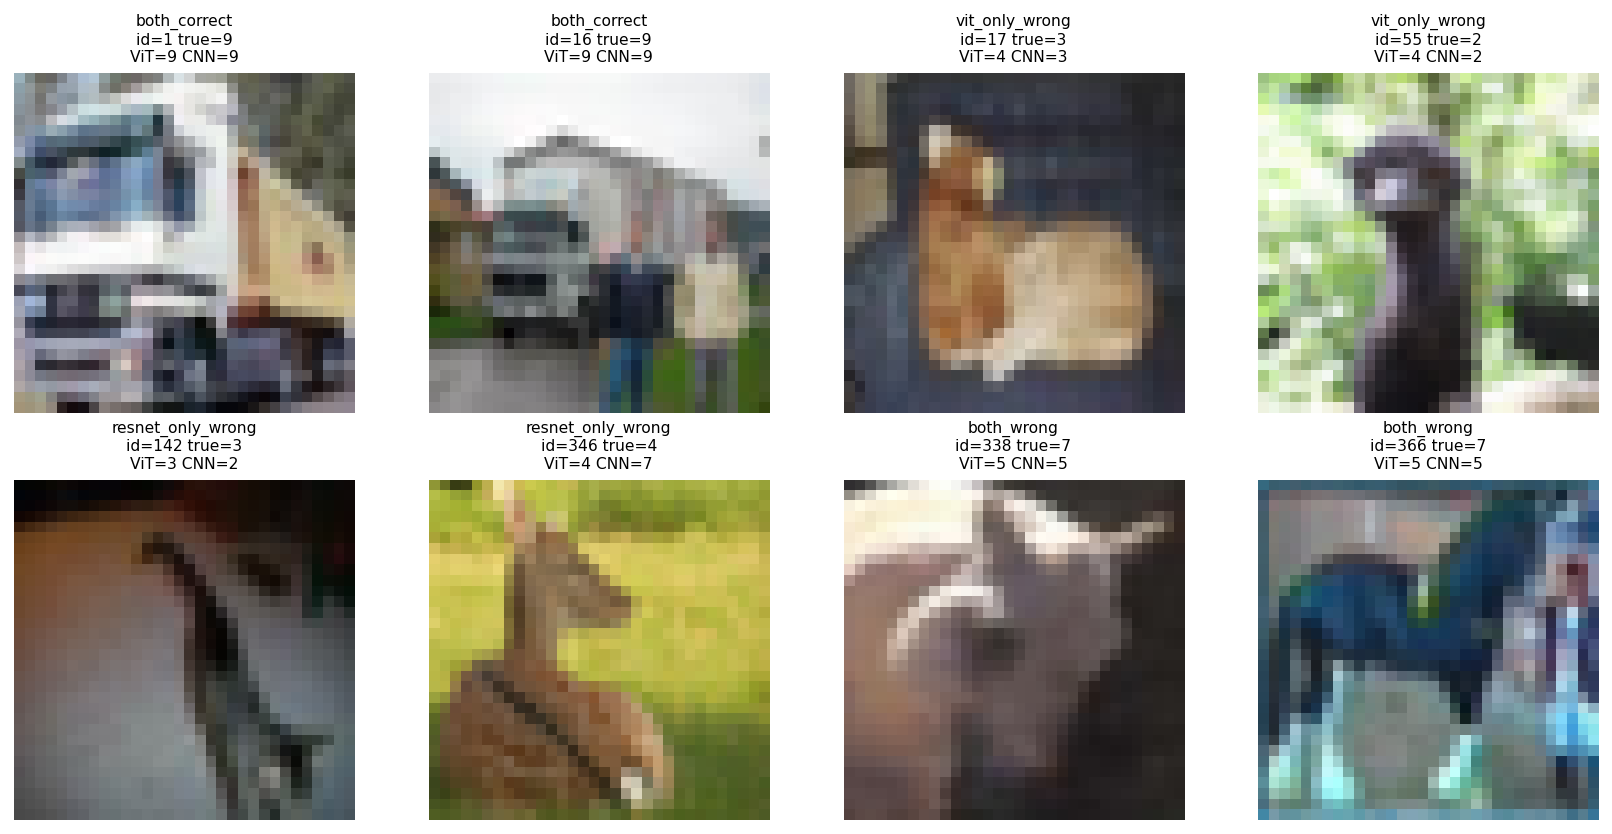 both_correct
id=1 true=9
ViT=9 CNN=9
both_correct
id=16 true=9
ViT=9 CNN=9
vit_only_wrong
id=17 true=3
ViT=4 CNN=3
vit_only_wrong
id=55 true=2
ViT=4 CNN=2
resnet_only_wrong
id=142 true=3
ViT=3 CNN=2
resnet_only_wrong
id=346 true=4
ViT=4 CNN=7
both_wrong
id=338 true=7
ViT=5 CNN=5
both_wrong
id=366 true=7
ViT=5 CNN=5